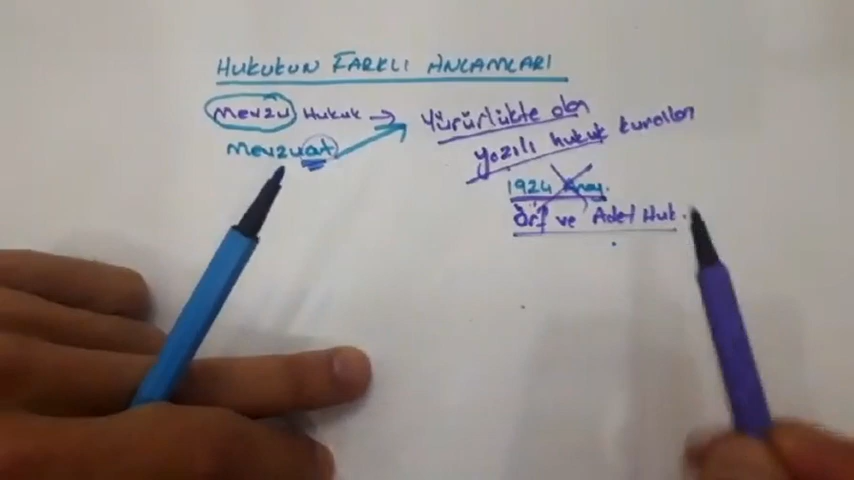 HUKUKUN FARKLI ANLAMLARI
Mevzu Hukuk → Yürürlükte olan
Mevzuat yazılı hukuk kuralları
1924 Anay.
Örf ve Adet Huk.